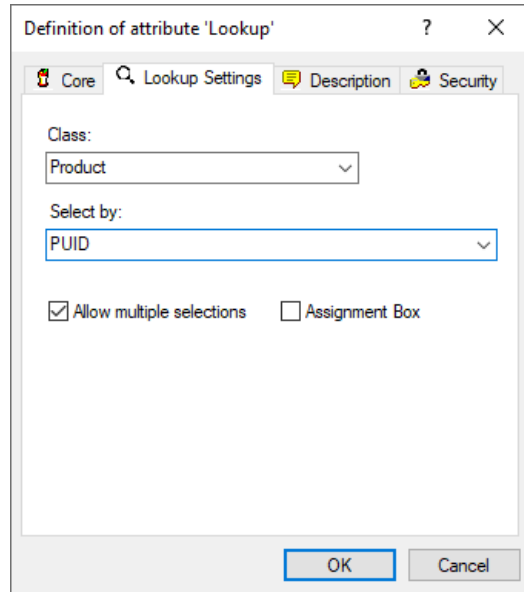 Definition of attribute 'Lookup'
Core Lookup Settings Description Security
Class:
Product
Select by:
PUID
Allow multiple selections Assignment Box
OK Cancel